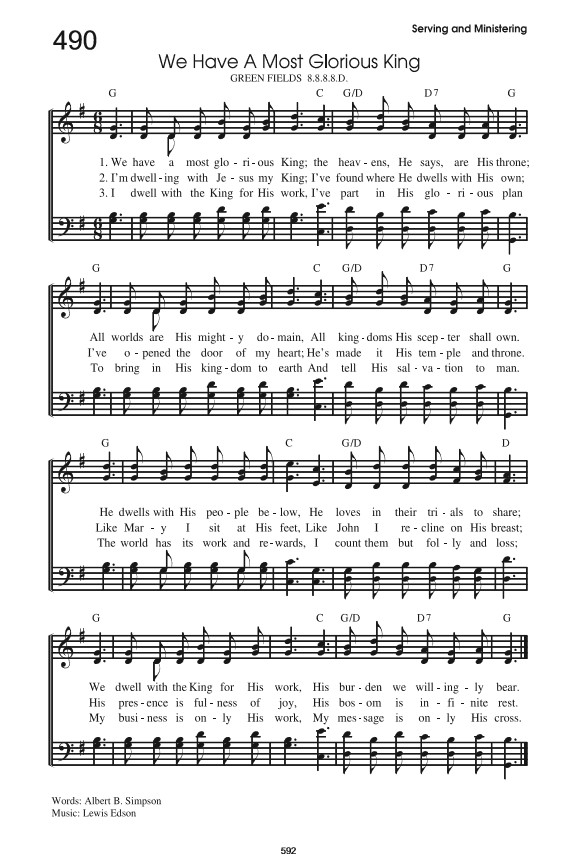 490
Serving and Ministering
We Have A Most Glorious King
GREEN FIELDS 8.8.8.8.D.
G C G/D D7 G
1. We have a most glo - ri - ous King; the heav - ens, He says, are His throne;
2. I'm dwell - ing with Je - sus my King; I've found where He dwells with His own;
3. I dwell with the King for His work, I've part in His glo - ri - ous plan
G C G/D D7 G
All worlds are His might - y do - main, All king - doms His scep - ter shall own.
I've o - pened the door of my heart; He's made it His tem - ple and throne.
To bring in His king - dom to earth And tell His sal - va - tion to man.
G C G/D D
He dwells with His peo - ple be - low, He loves in their tri - als to share;
Like Mar - y I sit at His feet, Like John I re - cline on His breast;
The world has its work and re - wards, I count them but fol - ly and loss;
G C G/D D7 G
We dwell with the King for His work, His bur - den we will - ing - ly bear.
His pres - ence is ful - ness of joy, His bos - om is in - fi - nite rest.
My busi - ness is on - ly His work, My mes - sage is on - ly His cross.
Words: Albert B. Simpson
Music: Lewis Edson
592